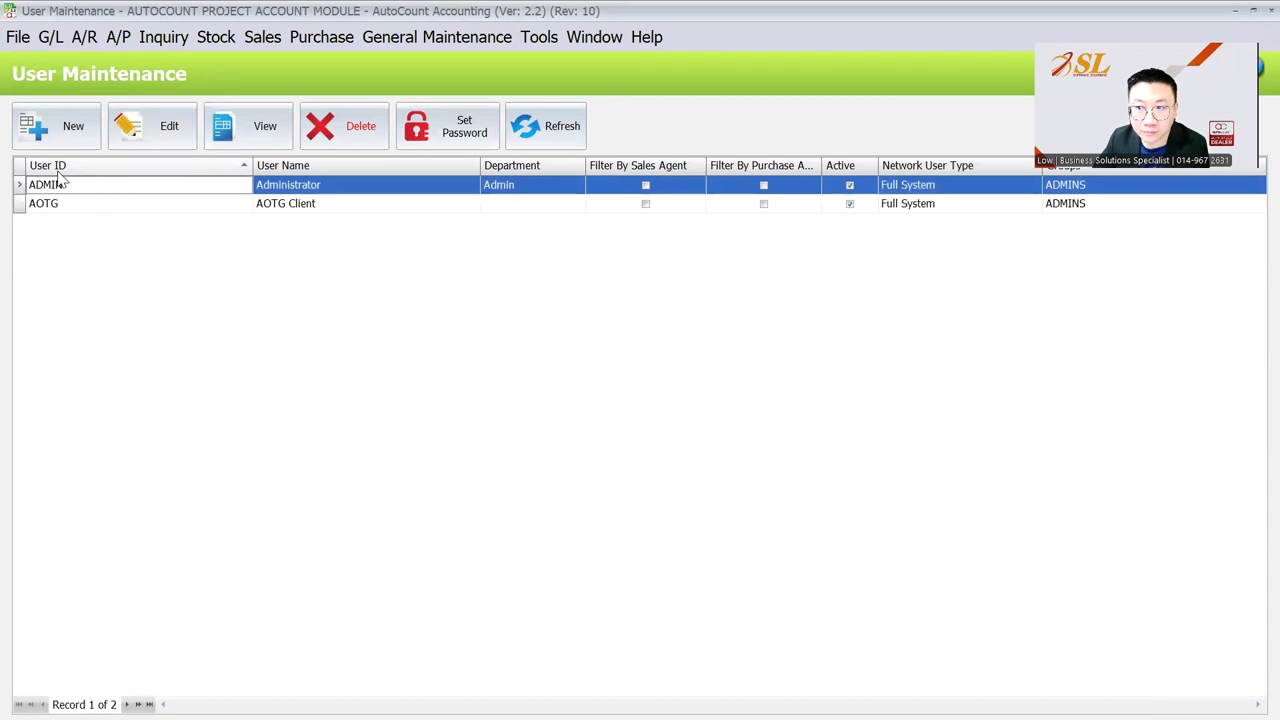 User Maintenance - AUTOCOUNT PROJECT ACCOUNT MODULE - AutoCount Accounting (Ver: 2.2) (Rev: 10)
File G/L A/R A/P Inquiry Stock Sales Purchase General Maintenance Tools Window Help
User Maintenance
SL
New Edit View Delete Set Password Refresh
Low | Business Solutions Specialist | 014-967 2631
User ID User Name Department Filter By Sales Agent Filter By Purchase A... Active Network User Type
ADMIN Administrator Admin Full System ADMINS
AOTG AOTG Client Full System ADMINS
Record 1 of 2